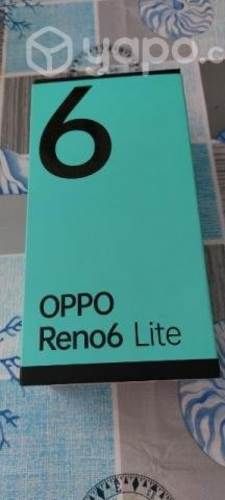 yapo.cl
6
OPPO
Reno6 Lite